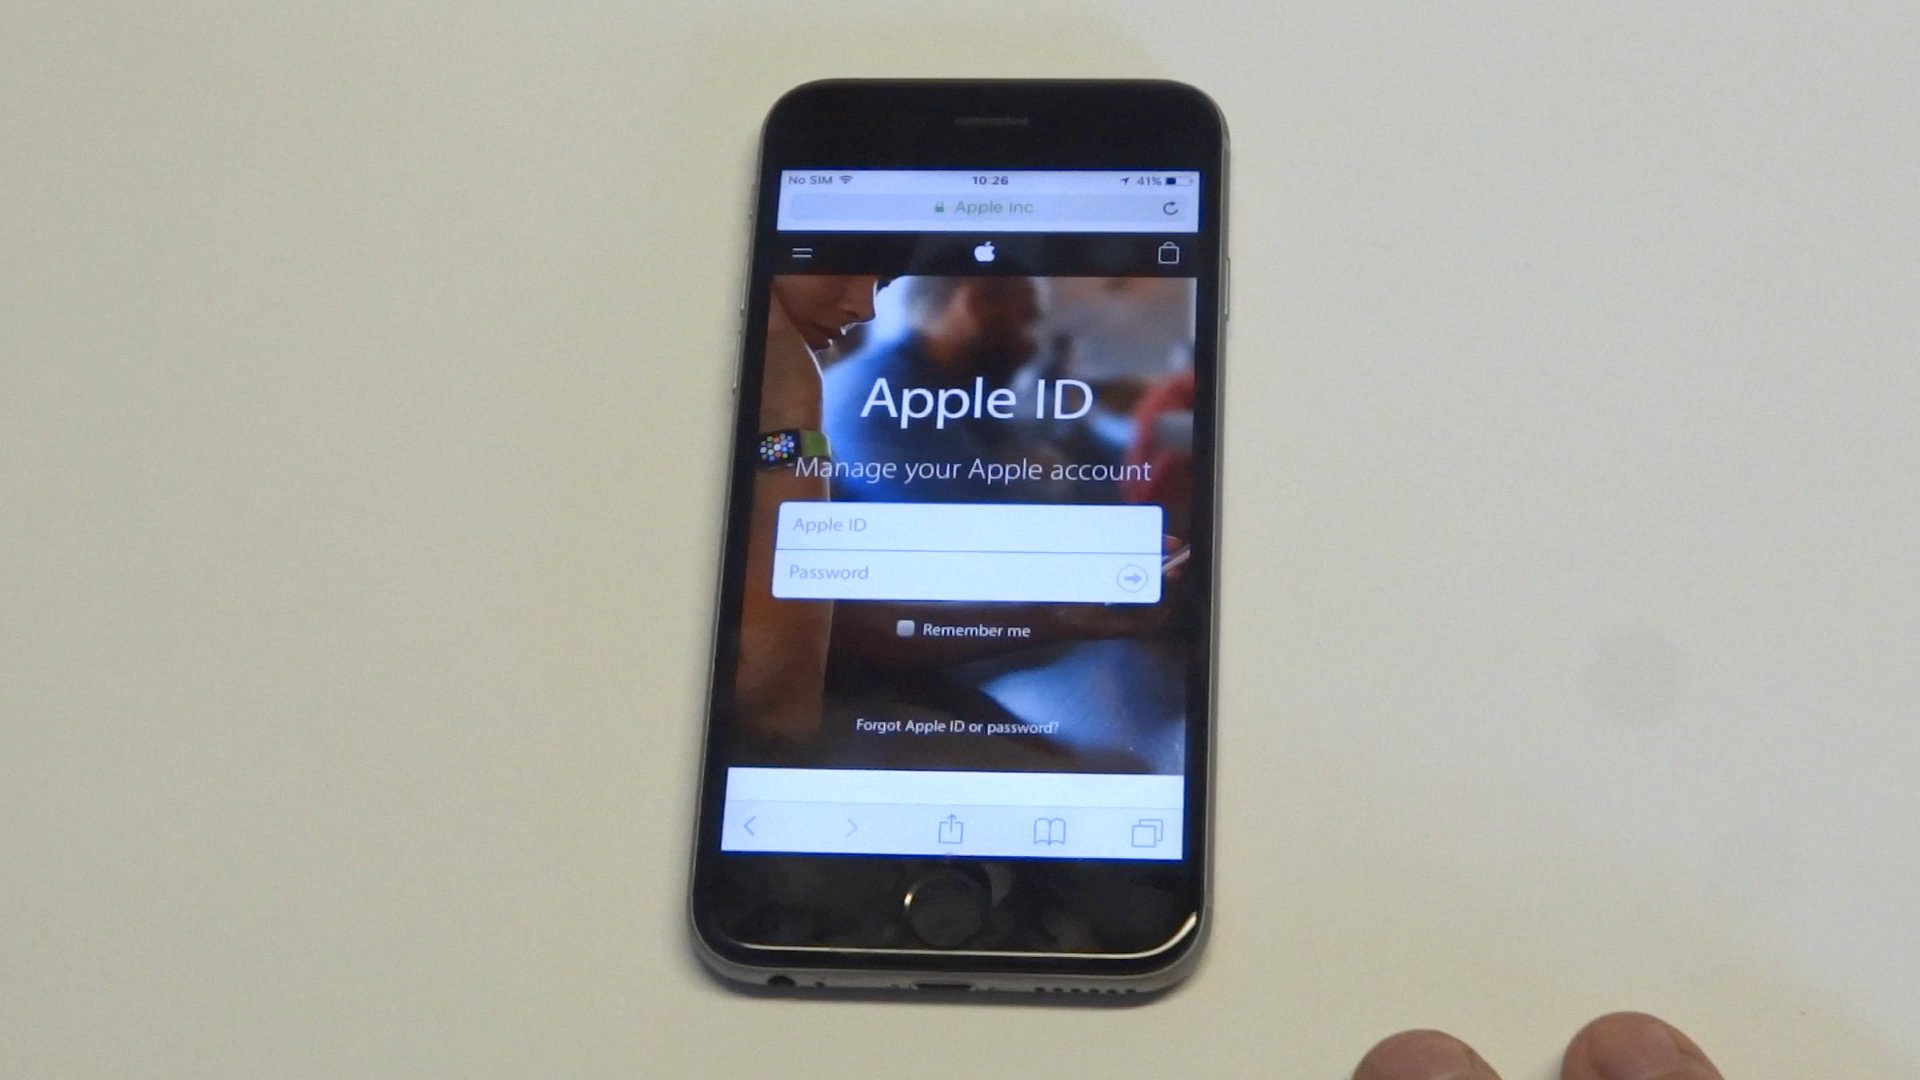 No SIM 10:26 41%
Apple Inc
Apple ID
Manage your Apple account
Apple ID
Password
Remember me
Forgot Apple ID or password?